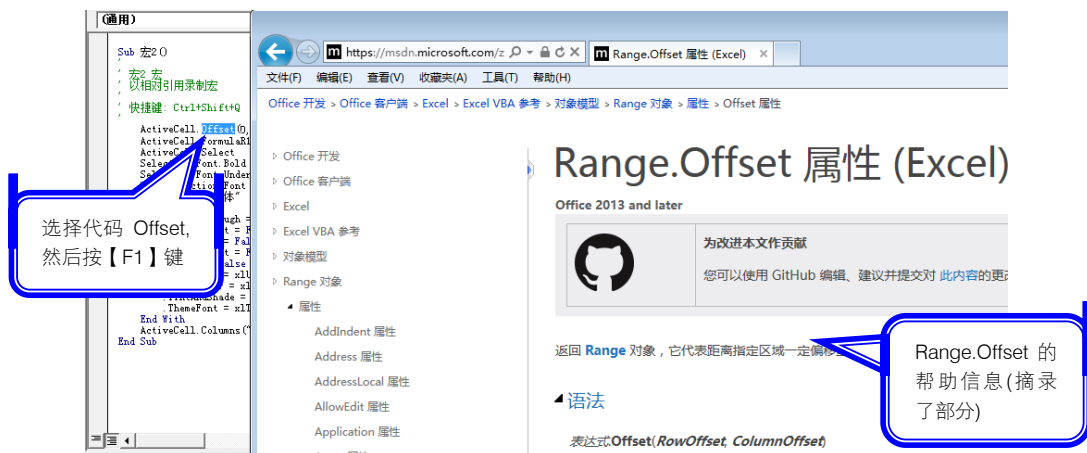 (通用)
Sub 宏2()
'
' 宏2 宏
' 以相对引用录制宏
'
' 快捷键: Ctrl+Shift+Q
'
ActiveCell.Offset(0,
ActiveCell.FormulaR1
ActiveCell.Select
Selection.Font.Bold
.ThemeFont = xlT
End With
ActiveCell.Columns("
End Sub
选择代码 Offset,
然后按【F1】键
m https://msdn.microsoft.com/z
m Range.Offset 属性 (Excel) ×
文件(F) 编辑(E) 查看(V) 收藏夹(A) 工具(T) 帮助(H)
Office 开发 > Office 客户端 > Excel > Excel VBA 参考 > 对象模型 > Range 对象 > 属性 > Offset 属性
Office 开发
Office 客户端
Excel
Excel VBA 参考
对象模型
Range 对象
属性
AddIndent 属性
Address 属性
AddressLocal 属性
AllowEdit 属性
Application 属性
Range.Offset 属性 (Excel)
Office 2013 and later
为改进本文作贡献
您可以使用 GitHub 编辑、建议并提交对 此内容的更
返回 Range 对象，它代表距离指定区域一定偏移
语法
表达式.Offset(RowOffset, ColumnOffset)
Range.Offset 的
帮助信息(摘录
了部分)